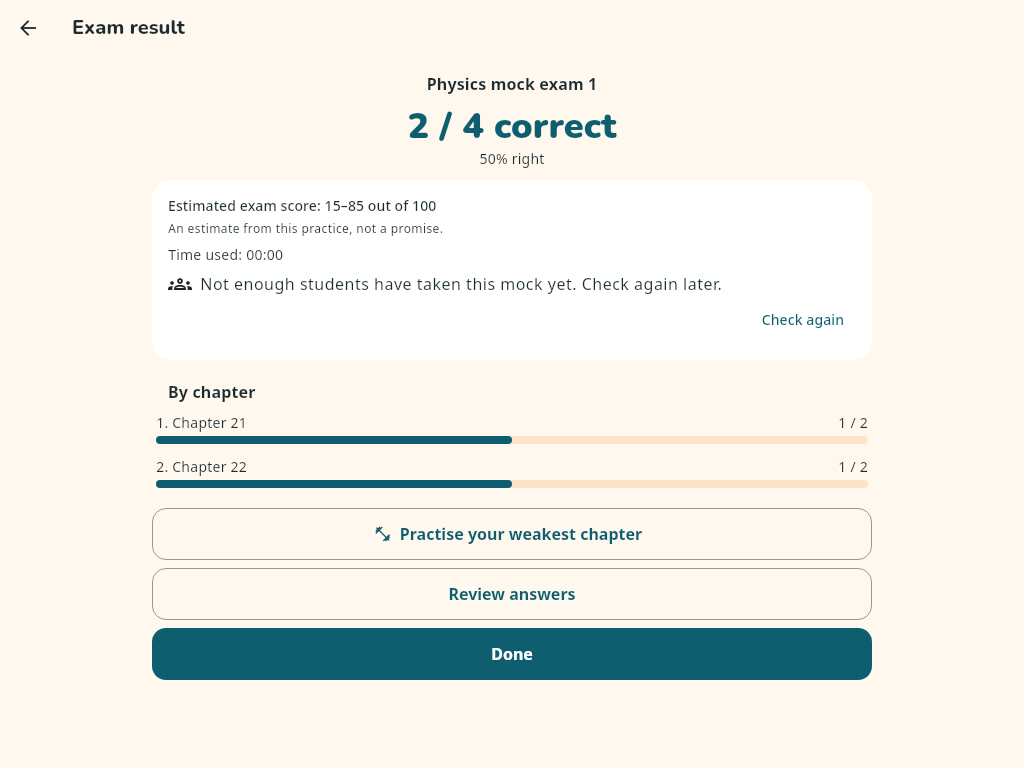 Exam result
Physics mock exam 1
2 / 4 correct
50% right
Estimated exam score: 15–85 out of 100
An estimate from this practice, not a promise.
Time used: 00:00
Not enough students have taken this mock yet. Check again later.
Check again
By chapter
1. Chapter 21 1 / 2
2. Chapter 22 1 / 2
Practise your weakest chapter
Review answers
Done